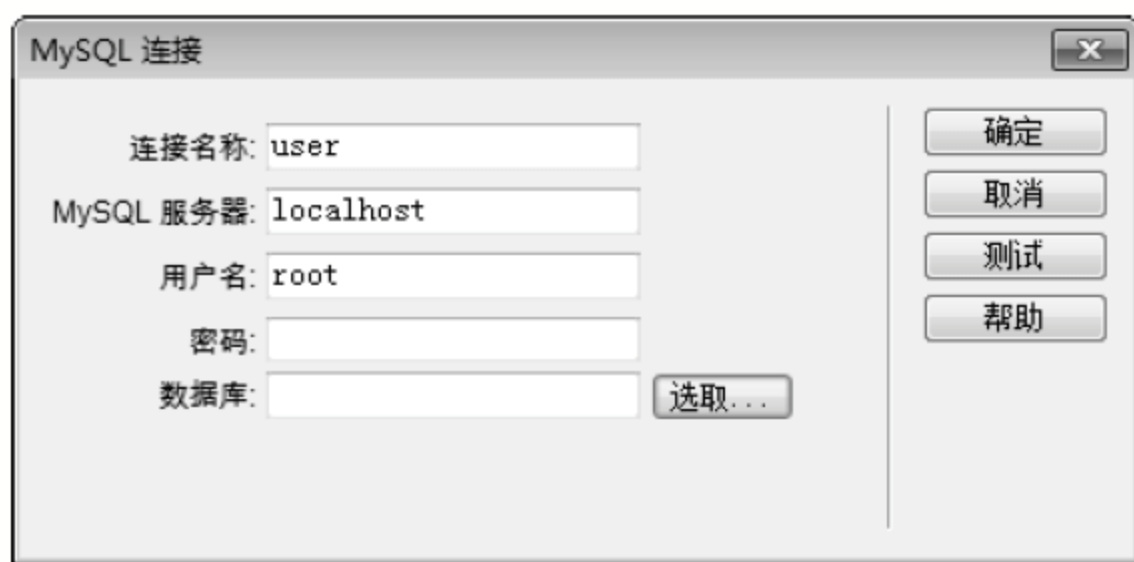 MySQL 连接
连接名称: user
MySQL 服务器: localhost
用户名: root
密码:
数据库:
选取...
确定
取消
测试
帮助